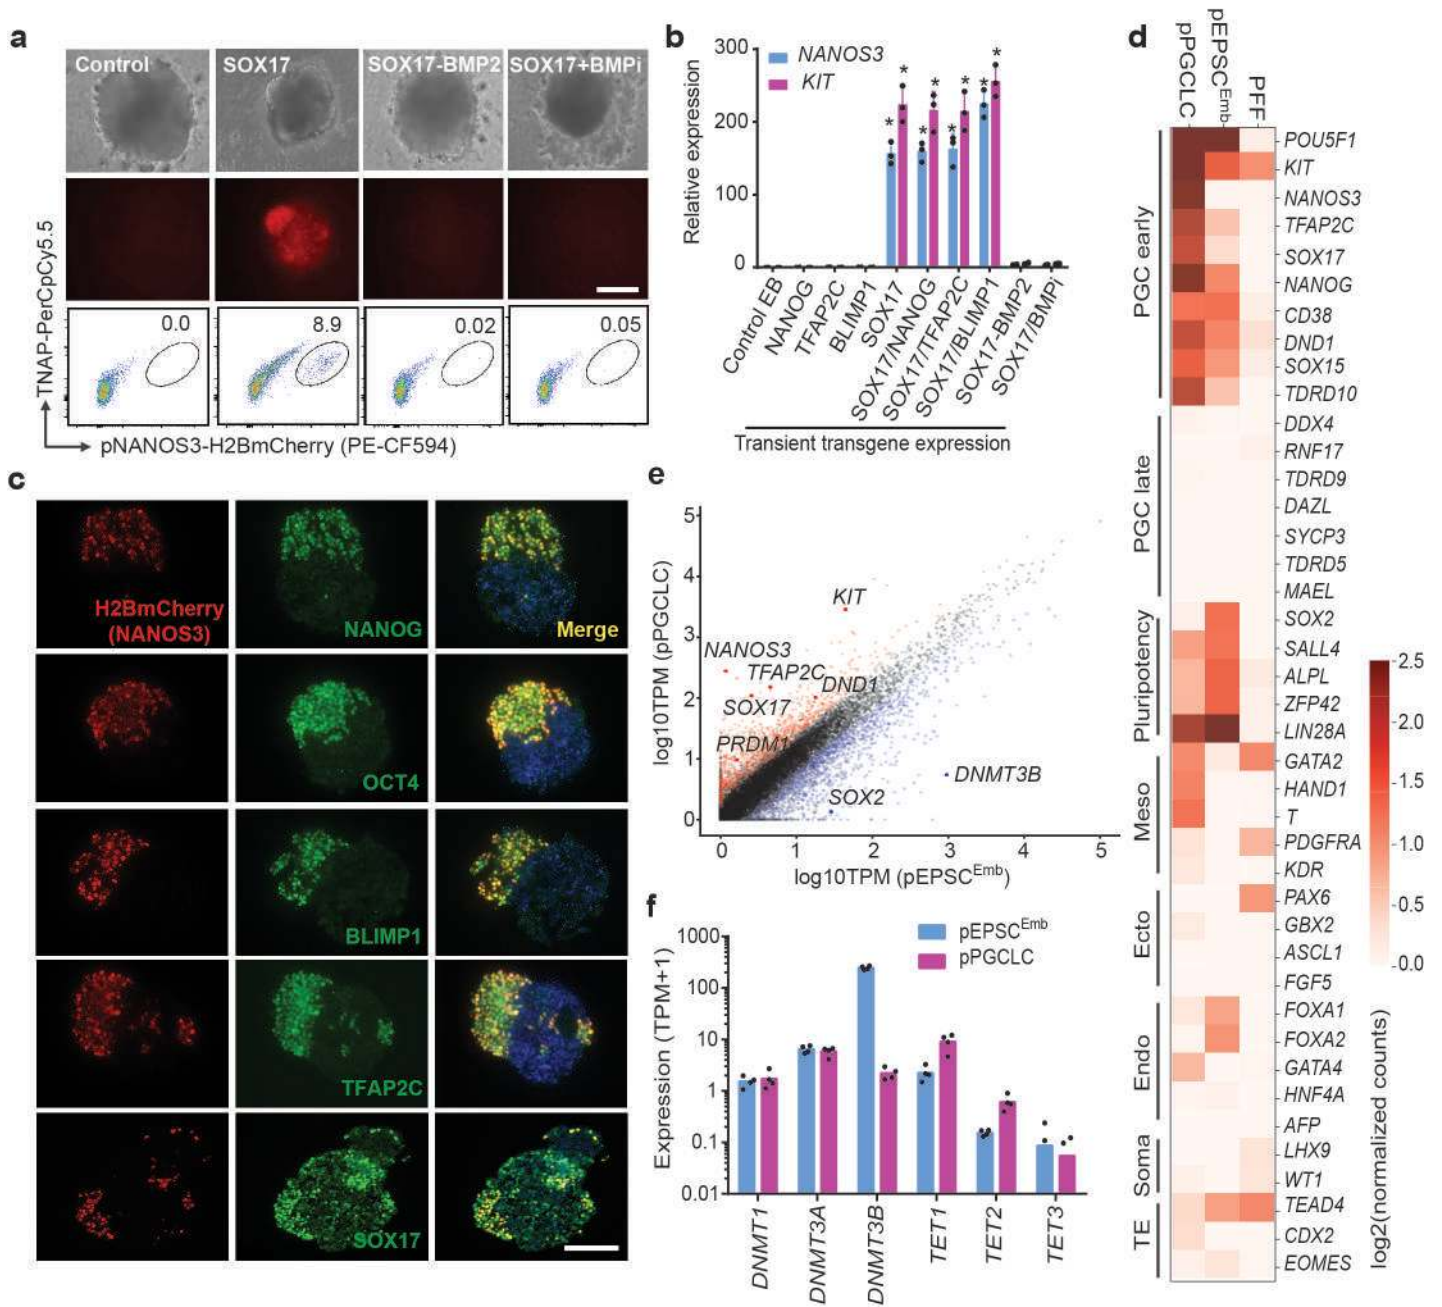 a
Control
SOX17
SOX17-BMP2
SOX17+BMPi
0.0
8.9
0.02
0.05
TNAP-PerCpCy5.5
pNANOS3-H2BmCherry (PE-CF594)
b
NANOS3
KIT
Relative expression
300
200
100
0
* * * * * * * *
Control EB
NANOG
TFAP2C
BLIMP1
SOX17
SOX17/NANOG
SOX17/TFAP2C
SOX17/BLIMP1
SOX17-BMP2
SOX17/BMPi
Transient transgene expression
c
H2BmCherry
(NANOS3)
NANOG
Merge
OCT4
BLIMP1
TFAP2C
SOX17
d
pPGCLC
pEPSCEmb
PFF
PGC early
POU5F1
KIT
NANOS3
TFAP2C
SOX17
NANOG
CD38
DND1
SOX15
TDRD10
PGC late
DDX4
RNF17
TDRD9
DAZL
SYCP3
TDRD5
MAEL
Pluripotency
SOX2
SALL4
ALPL
ZFP42
LIN28A
Meso
GATA2
HAND1
T
PDGFRA
KDR
Ecto
PAX6
GBX2
ASCL1
FGF5
Endo
FOXA1
FOXA2
GATA4
HNF4A
AFP
Soma
LHX9
WT1
TE
TEAD4
CDX2
EOMES
2.5
2.0
1.5
1.0
0.5
0.0
log2(normalized counts)
e
log10TPM (pPGCLC)
5
4
3
2
1
0
KIT
NANOS3
TFAP2C
DND1
SOX17
PRDM1
DNMT3B
SOX2
0 1 2 3 4 5
log10TPM (pEPSCEmb)
f
pEPSCEmb
pPGCLC
Expression (TPM+1)
1000
100
10
1
0.1
0.01
DNMT1
DNMT3A
DNMT3B
TET1
TET2
TET3